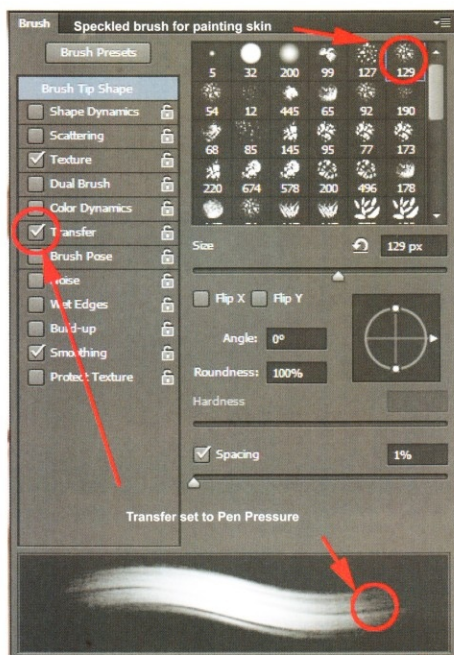 Brush
Speckled brush for painting skin
Brush Presets
Brush Tip Shape
Shape Dynamics
Scattering
Texture
Dual Brush
Color Dynamics
Transfer
Brush Pose
Noise
Wet Edges
Build-up
Smoothing
Protect Texture
5 32 200 99 127 129
54 12 445 65 92 190
68 85 145 95 77 173
220 674 578 200 496 178
Size 129 px
Flip X Flip Y
Angle: 0°
Roundness: 100%
Hardness
Spacing 1%
Transfer set to Pen Pressure